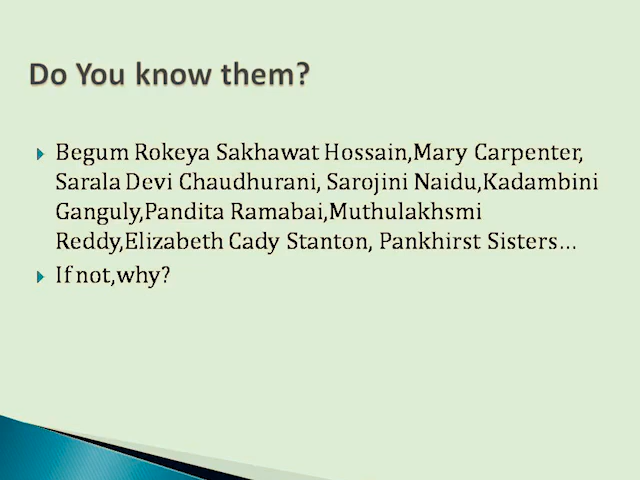 Do You know them?
Begum Rokeya Sakhawat Hossain,Mary Carpenter,
Sarala Devi Chaudhurani, Sarojini Naidu,Kadambini
Ganguly,Pandita Ramabai,Muthulakhsmi
Reddy,Elizabeth Cady Stanton, Pankhirst Sisters...
If not,why?